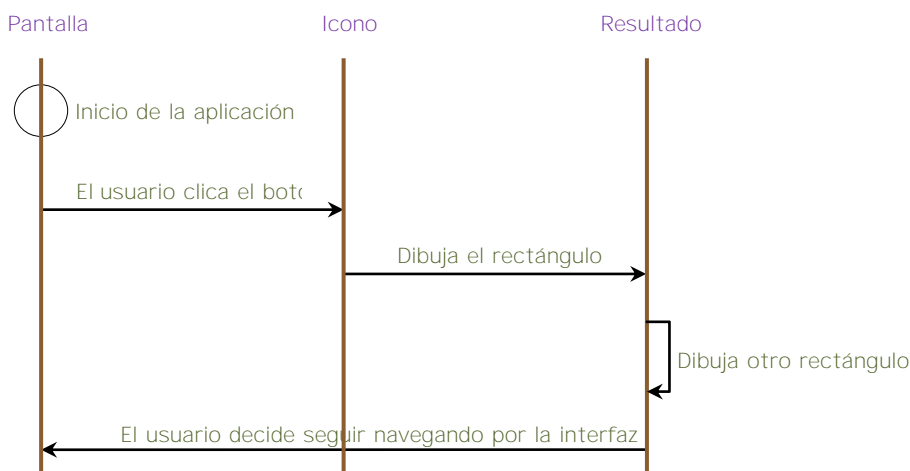 Pantalla
Icono
Resultado
Inicio de la aplicación
El usuario clica el
Dibuja el rectángulo
Dibuja otro rectángulo
El usuario decide seguir navegando por la interfaz